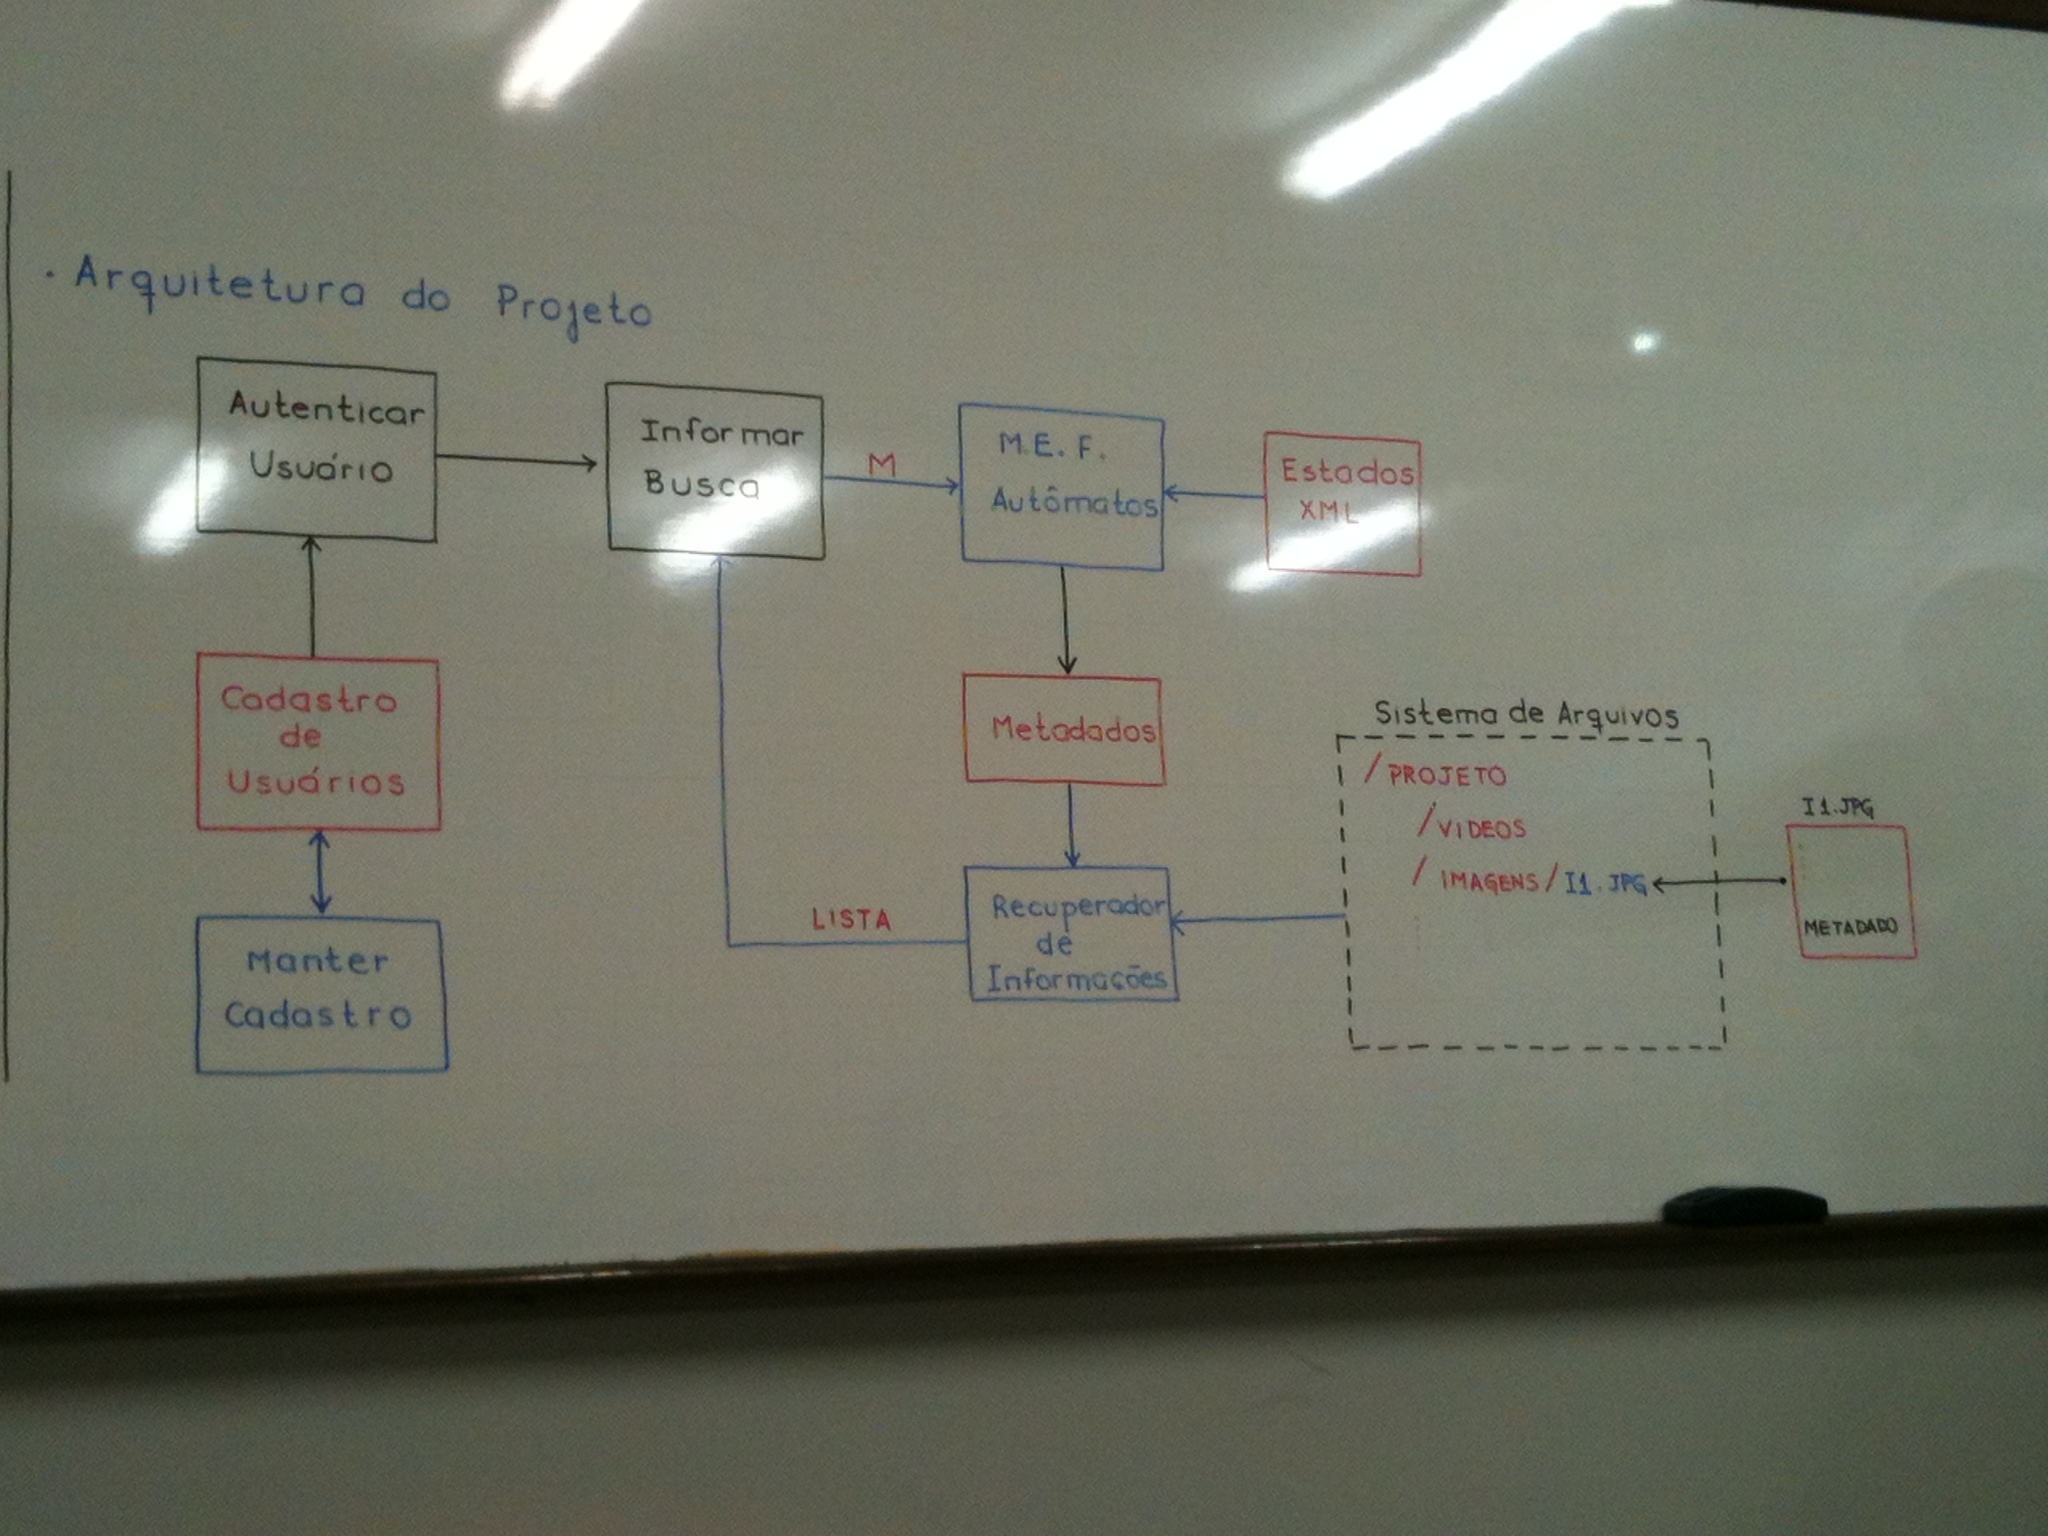 · Arquitetura do Projeto
Autenticar
Usuário
Informar
Busca
M
M.E.F.
Autômatos
Estados
XML
Cadastro
de
Usuários
Metadados
Sistema de Arquivos
/PROJETO
/VIDEOS
/IMAGENS/I1.JPG
I1.JPG
METADADO
Manter
Cadastro
LISTA
Recuperador
de
Informações